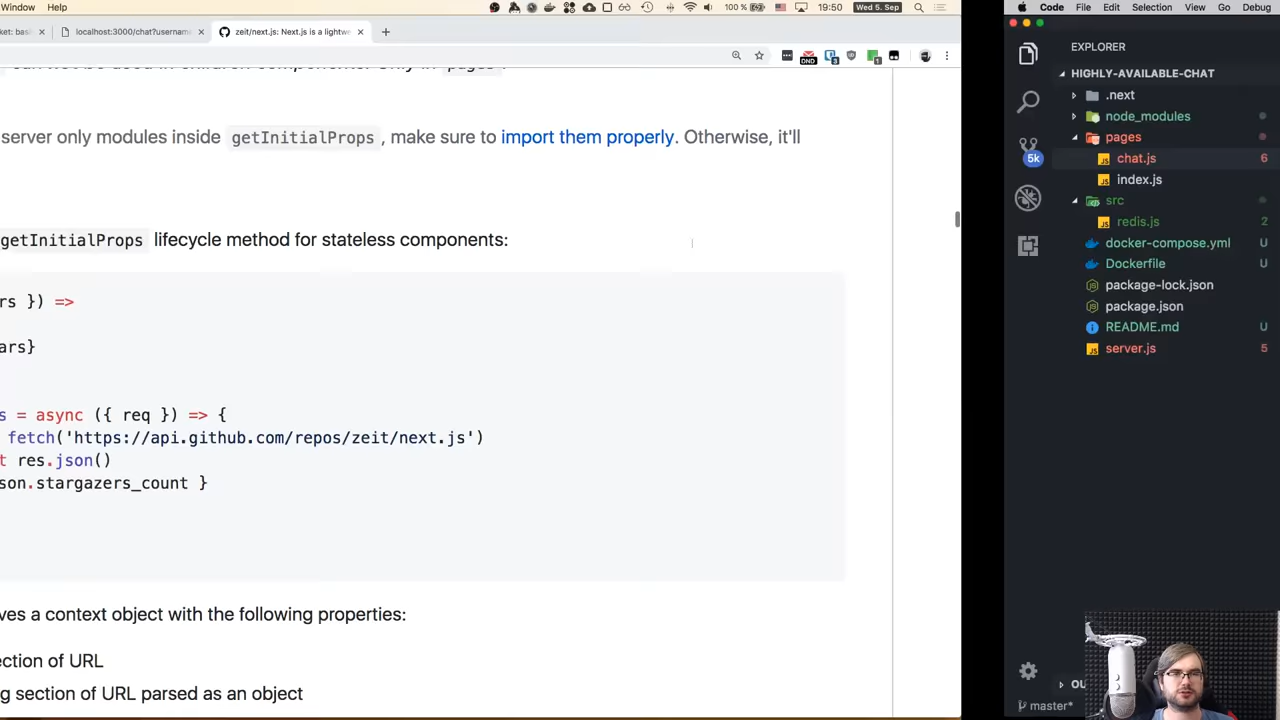 Window Help 100 % 19:50 Wed 5. Sep
ket: bas localhost:3000/chat?usernam zeit/next.js: Next.js is a lightw
DND
pages
server only modules inside getInitialProps, make sure to import them properly. Otherwise, it'll
getInitialProps lifecycle method for stateless components:
rs }) =>
ars}
s = async ({ req }) => {
fetch('https://api.github.com/repos/zeit/next.js')
t res.json()
son.stargazers_count }
ves a context object with the following properties:
ection of URL
g section of URL parsed as an object
Code File Edit Selection View Go Debug
EXPLORER
HIGHLY-AVAILABLE-CHAT
.next
node_modules
pages
chat.js 6
index.js
src
redis.js 2
docker-compose.yml U
Dockerfile U
package-lock.json
package.json
README.md U
server.js 5
5k
OU
master*